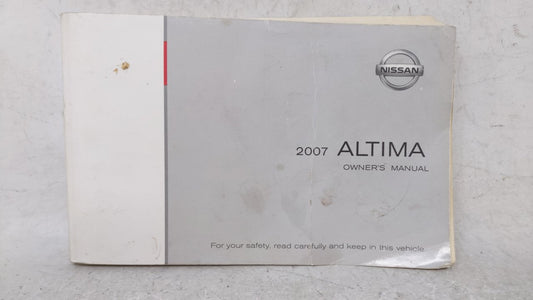 NISSAN
2007 ALTIMA
OWNER'S MANUAL
For your safety, read carefully and keep in this vehicle.